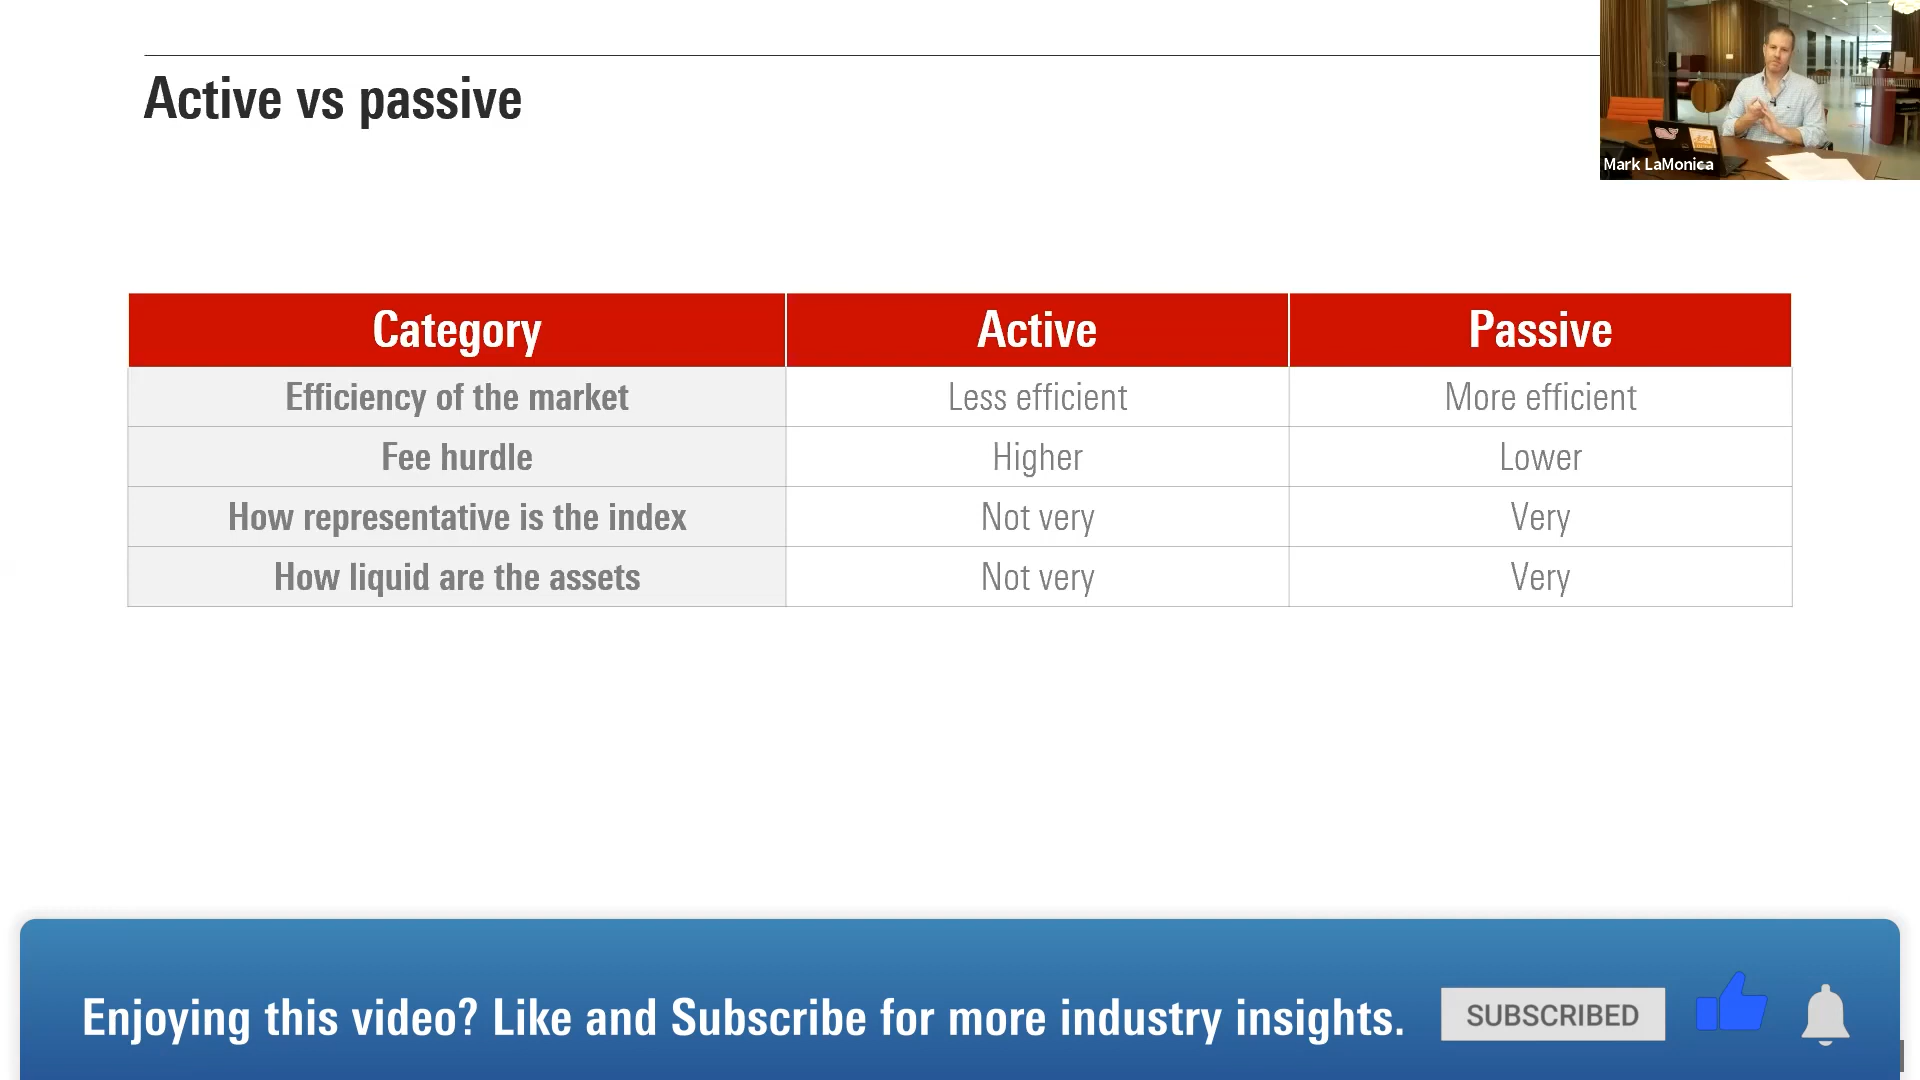 Active vs passive
Mark LaMonica
Category Active Passive
Efficiency of the market Less efficient More efficient
Fee hurdle Higher Lower
How representative is the index Not very Very
How liquid are the assets Not very Very
Enjoying this video? Like and Subscribe for more industry insights. SUBSCRIBED